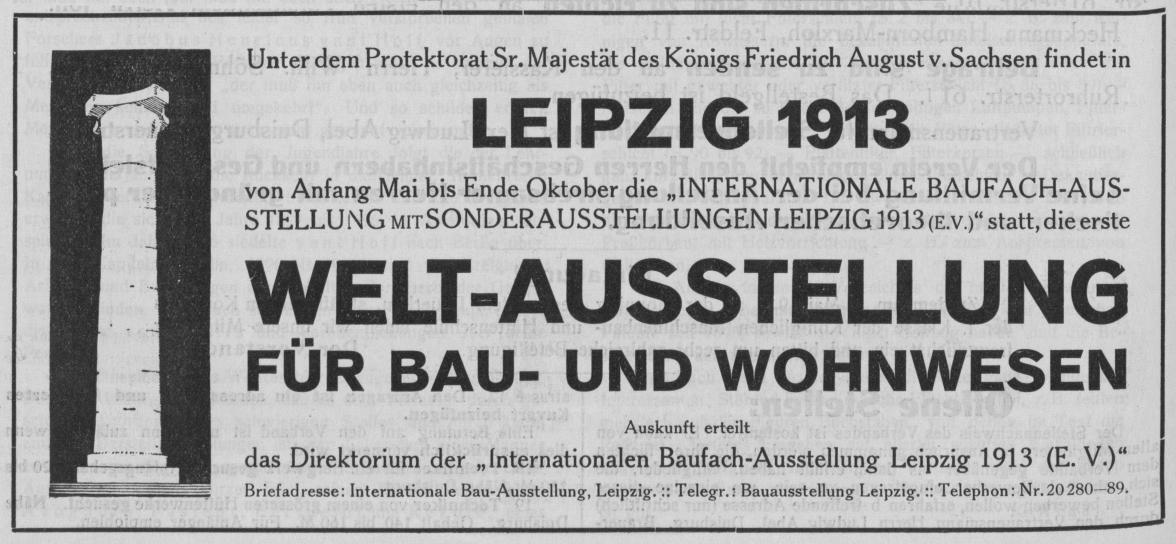 Unter dem Protektorat Sr. Majestät des Königs Friedrich August v. Sachsen findet in
LEIPZIG 1913
von Anfang Mai bis Ende Oktober die „INTERNATIONALE BAUFACH-AUS-
STELLUNG MIT SONDERAUSSTELLUNGEN LEIPZIG 1913 (E.V.)“ statt, die erste
WELT-AUSSTELLUNG
FÜR BAU- UND WOHNWESEN
Auskunft erteilt
das Direktorium der „Internationalen Baufach-Ausstellung Leipzig 1913 (E. V.)“
Briefadresse: Internationale Bau-Ausstellung, Leipzig. :: Telegr.: Bauausstellung Leipzig. :: Telephon: Nr. 20280—89.